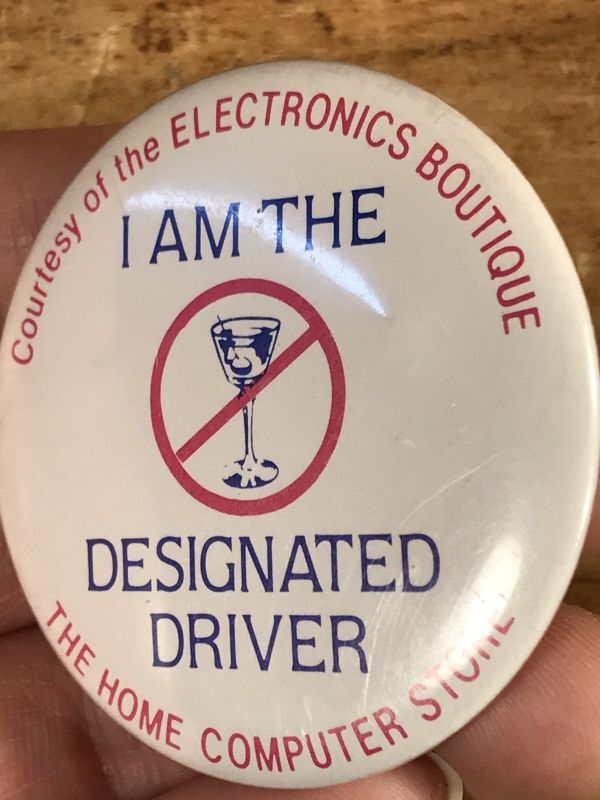 Courtesy of the ELECTRONICS BOUTIQUE
I AM THE
DESIGNATED
DRIVER
THE HOME COMPUTER STORE